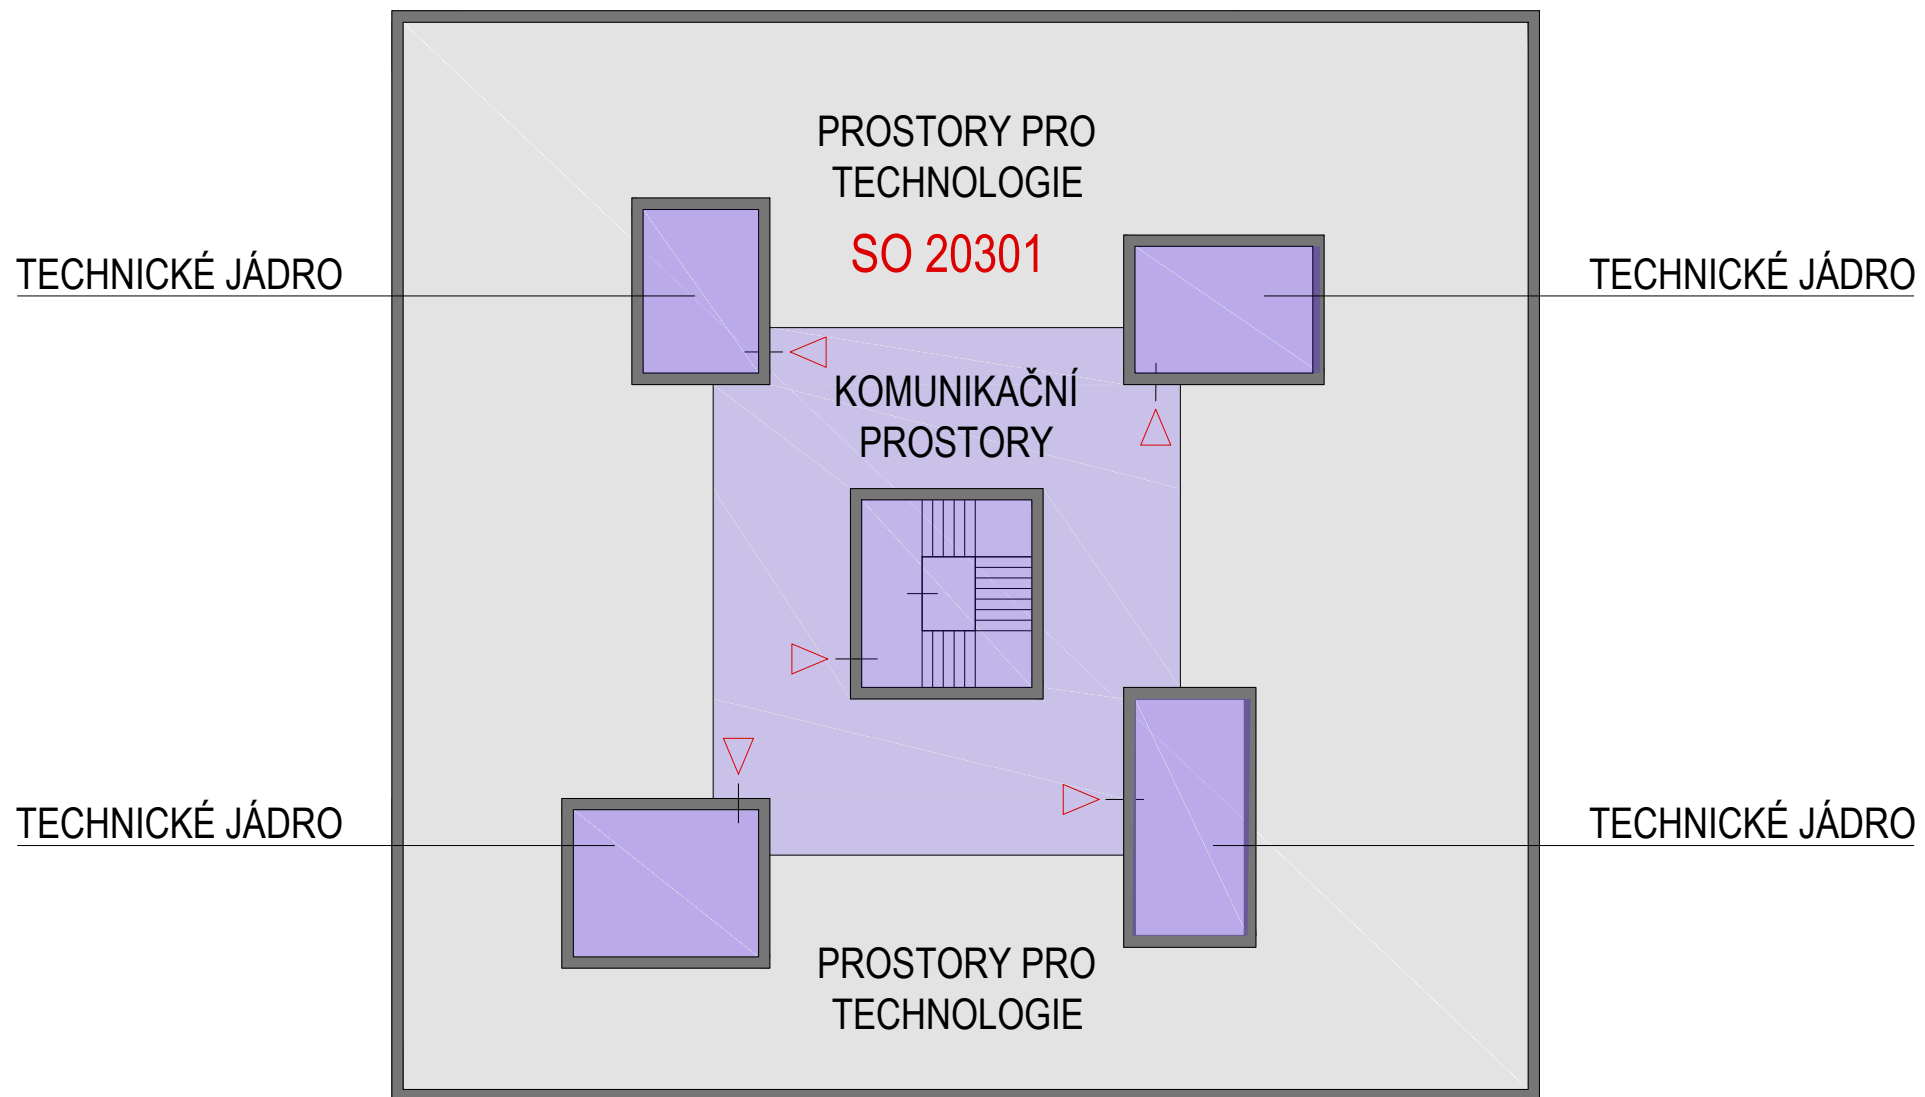 PROSTORY PRO
TECHNOLOGIE
SO 20301
TECHNICKÉ JÁDRO
TECHNICKÉ JÁDRO
KOMUNIKAČNÍ
PROSTORY
TECHNICKÉ JÁDRO
TECHNICKÉ JÁDRO
PROSTORY PRO
TECHNOLOGIE